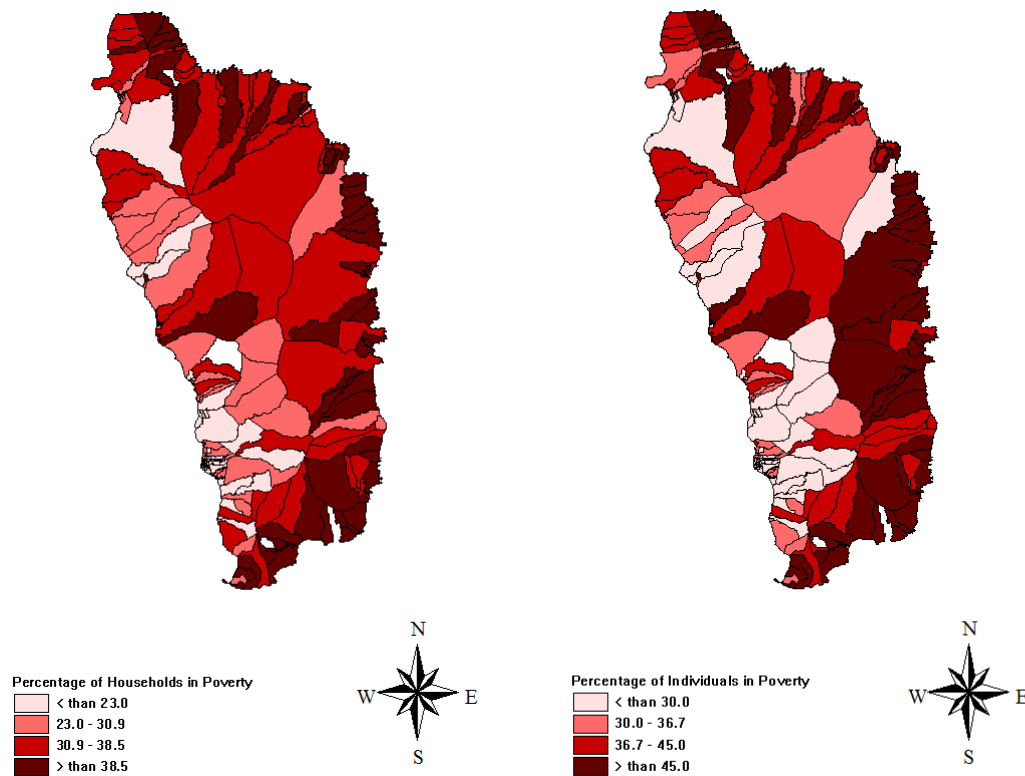 N
W E
S
Percentage of Households in Poverty
< than 23.0
23.0 - 30.9
30.9 - 38.5
> than 38.5
N
W E
S
Percentage of Individuals in Poverty
< than 30.0
30.0 - 36.7
36.7 - 45.0
> than 45.0